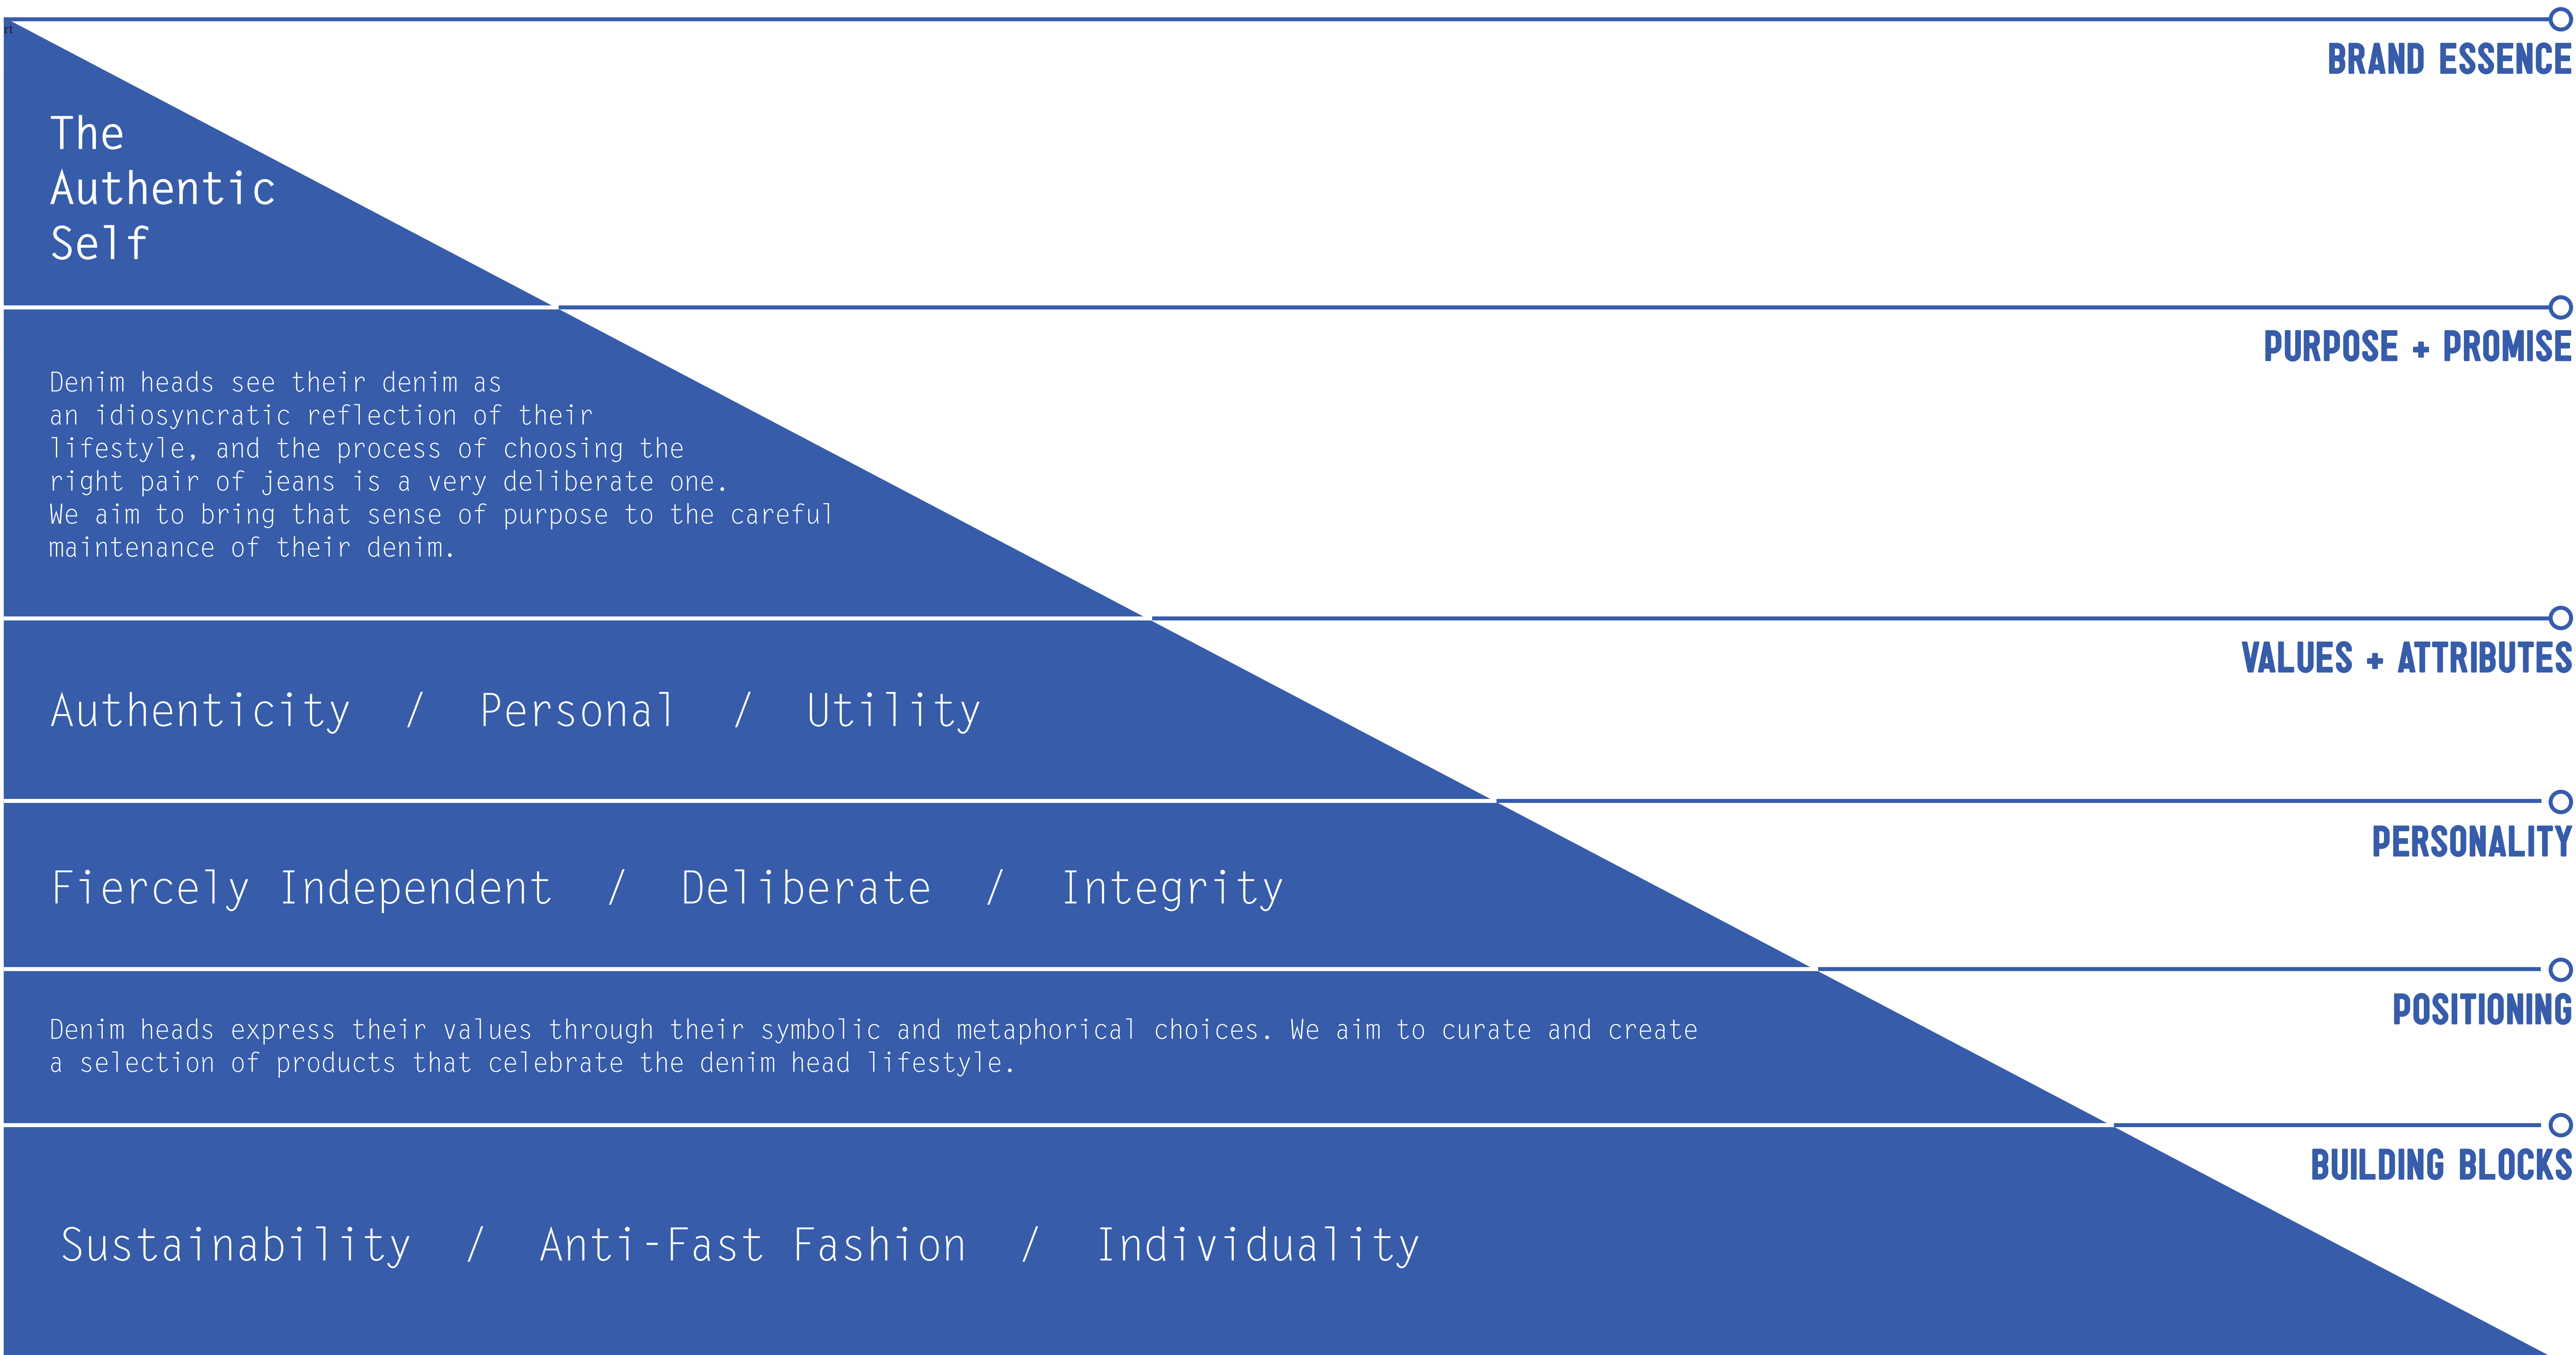 rt
BRAND ESSENCE
The
Authentic
Self
PURPOSE + PROMISE
Denim heads see their denim as
an idiosyncratic reflection of their
lifestyle, and the process of choosing the
right pair of jeans is a very deliberate one.
We aim to bring that sense of purpose to the careful
maintenance of their denim.
VALUES + ATTRIBUTES
Authenticity / Personal / Utility
PERSONALITY
Fiercely Independent / Deliberate / Integrity
POSITIONING
Denim heads express their values through their symbolic and metaphorical choices. We aim to curate and create
a selection of products that celebrate the denim head lifestyle.
BUILDING BLOCKS
Sustainability / Anti-Fast Fashion / Individuality